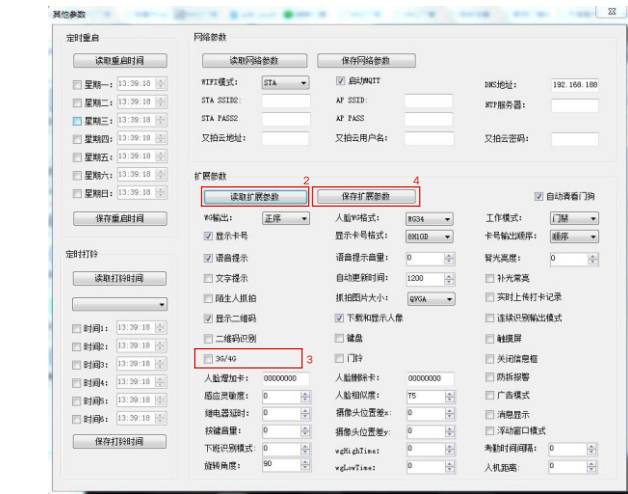 其他参数
定时重启
读取重启时间
星期一: 13:39:18
星期二: 13:39:18
星期三: 13:39:18
星期四: 13:39:18
星期五: 13:39:18
星期六: 13:39:18
星期日: 13:39:18
保存重启时间
定时打铃
读取打铃时间
时间1: 13:39:18
时间2: 13:39:18
时间3: 13:39:18
时间4: 13:39:18
时间5: 13:39:18
时间6: 13:39:18
保存打铃时间
网络参数
读取网络参数 保存网络参数
WIFI模式: STA 启动MQTT DNS地址: 192.168.188
STA SSID2: AP SSID: NTP服务器:
STA PASS2 AP PASS
又拍云地址: 又拍云用户名: 又拍云密码:
扩展参数 2 4
读取扩展参数 保存扩展参数 自动清看门狗
WG输出: 正序 人脸WG格式: WG34 工作模式: 门禁
显示卡号 显示卡号格式: 8H10D 卡号输出顺序: 顺序
语音提示 语音提示音量: 0 背光高度: 0
文字提示 自动更新时间: 1200 补光常亮
陌生人抓拍 抓拍图片大小: QVGA 实时上传打卡记录
显示二维码 下载和显示人像 连续识别输出模式
二维码识别 键盘 触摸屏
3G/4G 3 门铃 关闭信息框
人脸增加卡: 00000000 人脸删除卡: 00000000 防拆报警
感应灵敏度: 0 人脸相似度: 75 广告模式
继电器延时: 0 摄像头位置差x: 0 消息显示
按键音量: 0 摄像头位置差y: 0 浮动窗口模式
下班识别模式: 0 wgHighTime: 0 考勤时间间隔: 0
旋转角度: 90 wgLowTime: 0 人机距离: 0